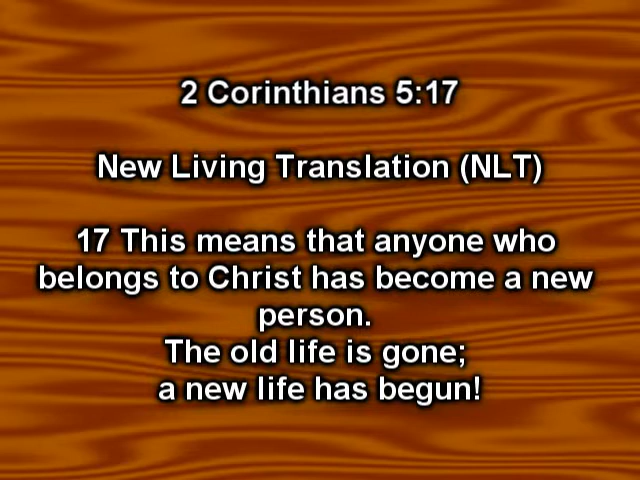 2 Corinthians 5:17
New Living Translation (NLT)
17 This means that anyone who
belongs to Christ has become a new
person.
The old life is gone;
a new life has begun!